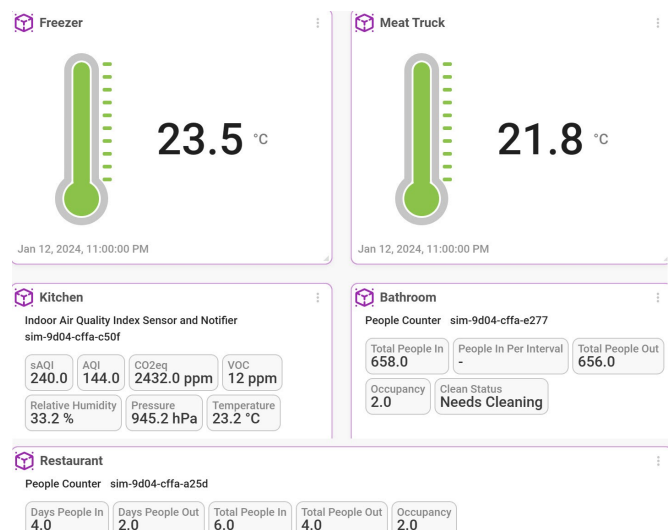 Freezer
23.5 °C
Jan 12, 2024, 11:00:00 PM
Meat Truck
21.8 °C
Jan 12, 2024, 11:00:00 PM
Kitchen
Indoor Air Quality Index Sensor and Notifier
sim-9d04-cffa-c50f
sAQI AQI CO2eq VOC
240.0 144.0 2432.0 ppm 12 ppm
Relative Humidity Pressure Temperature
33.2 % 945.2 hPa 23.2 °C
Bathroom
People Counter sim-9d04-cffa-e277
Total People In People In Per Interval Total People Out
658.0 - 656.0
Occupancy Clean Status
2.0 Needs Cleaning
Restaurant
People Counter sim-9d04-cffa-a25d
Days People In Days People Out Total People In Total People Out Occupancy
4.0 2.0 6.0 4.0 2.0